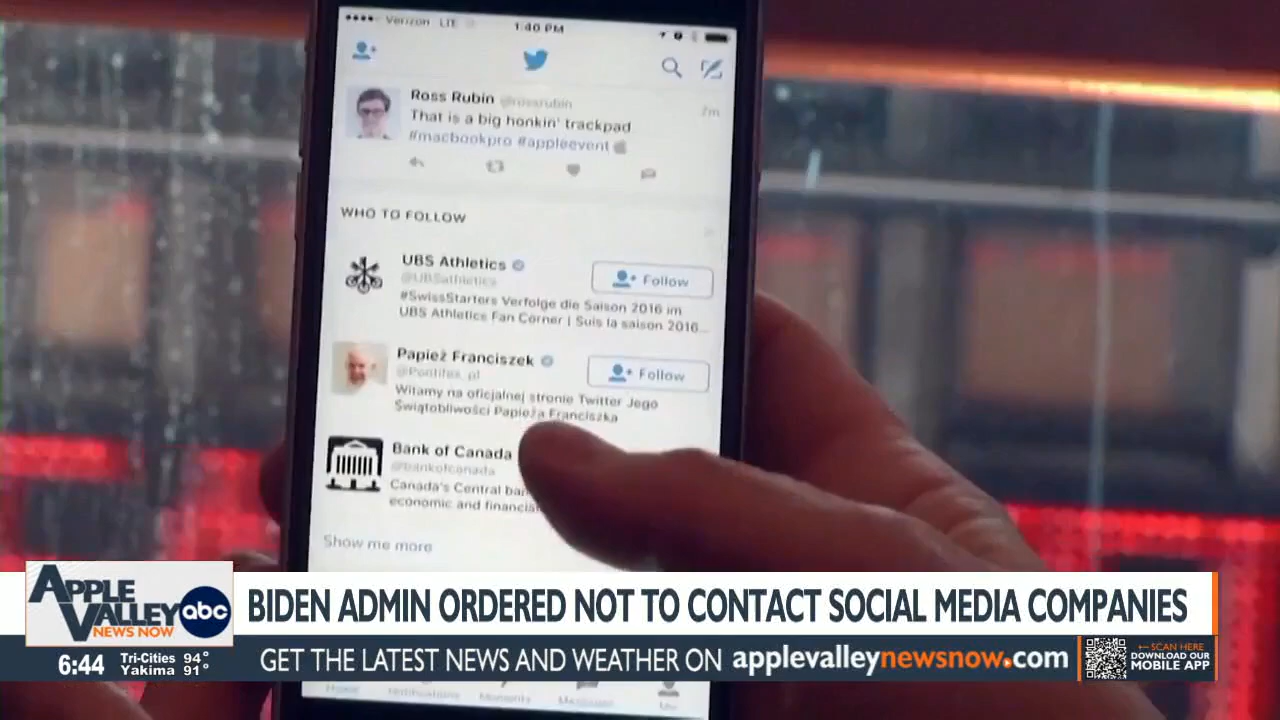 Verizon LTE
1:40 PM
Ross Rubin @rossrubin
2m
That is a big honkin' trackpad
#macbookpro #appleevent
WHO TO FOLLOW
UBS Athletics
@UBSathletics
Follow
#SwissStarters Verfolge die Saison 2016 im
UBS Athletics Fan Corner | Suis la saison 2016...
Papież Franciszek
@Pontifex_pl
Follow
Witamy na oficjalnej stronie Twitter Jego
Świątobliwości Papieża Franciszka
Bank of Canada
@bankofcanada
Canada's Central
economic and
Show me more
APPLE
VALLEY
NEWS NOW
abc
BIDEN ADMIN ORDERED NOT TO CONTACT SOCIAL MEDIA COMPANIES
6:44
Tri-Cities 94°
Yakima 91°
GET THE LATEST NEWS AND WEATHER ON applevalleynewsnow.com
←SCAN HERE
DOWNLOAD OUR
MOBILE APP
Notifications
Moments
Messages
Me